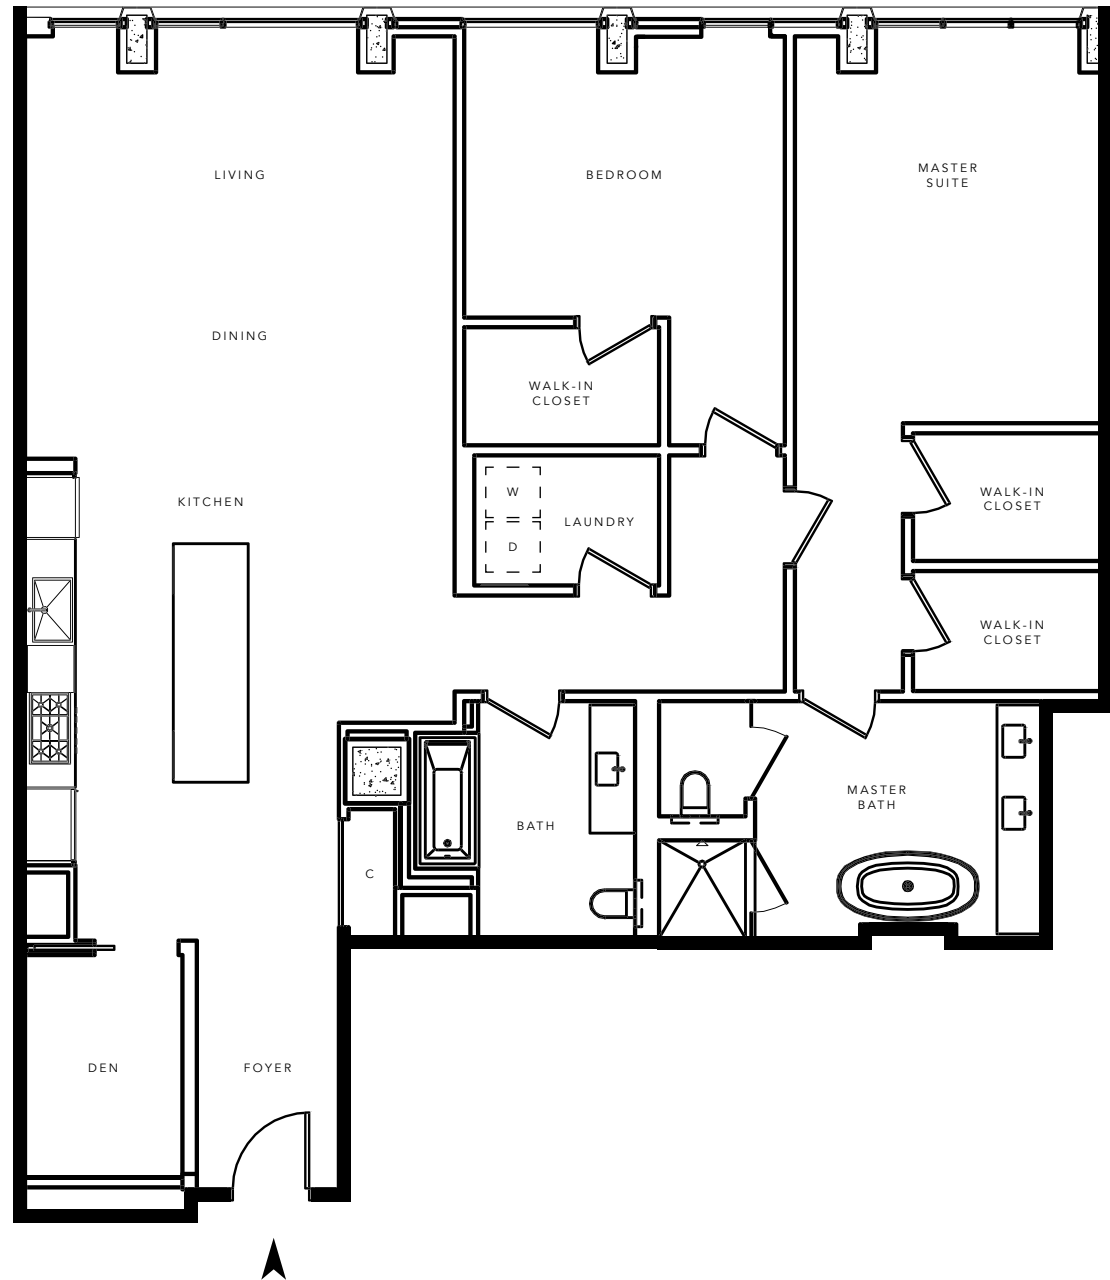 LIVING
BEDROOM
MASTER
SUITE
DINING
WALK-IN
CLOSET
KITCHEN
W
LAUNDRY
D
WALK-IN
CLOSET
WALK-IN
CLOSET
MASTER
BATH
BATH
C
DEN
FOYER